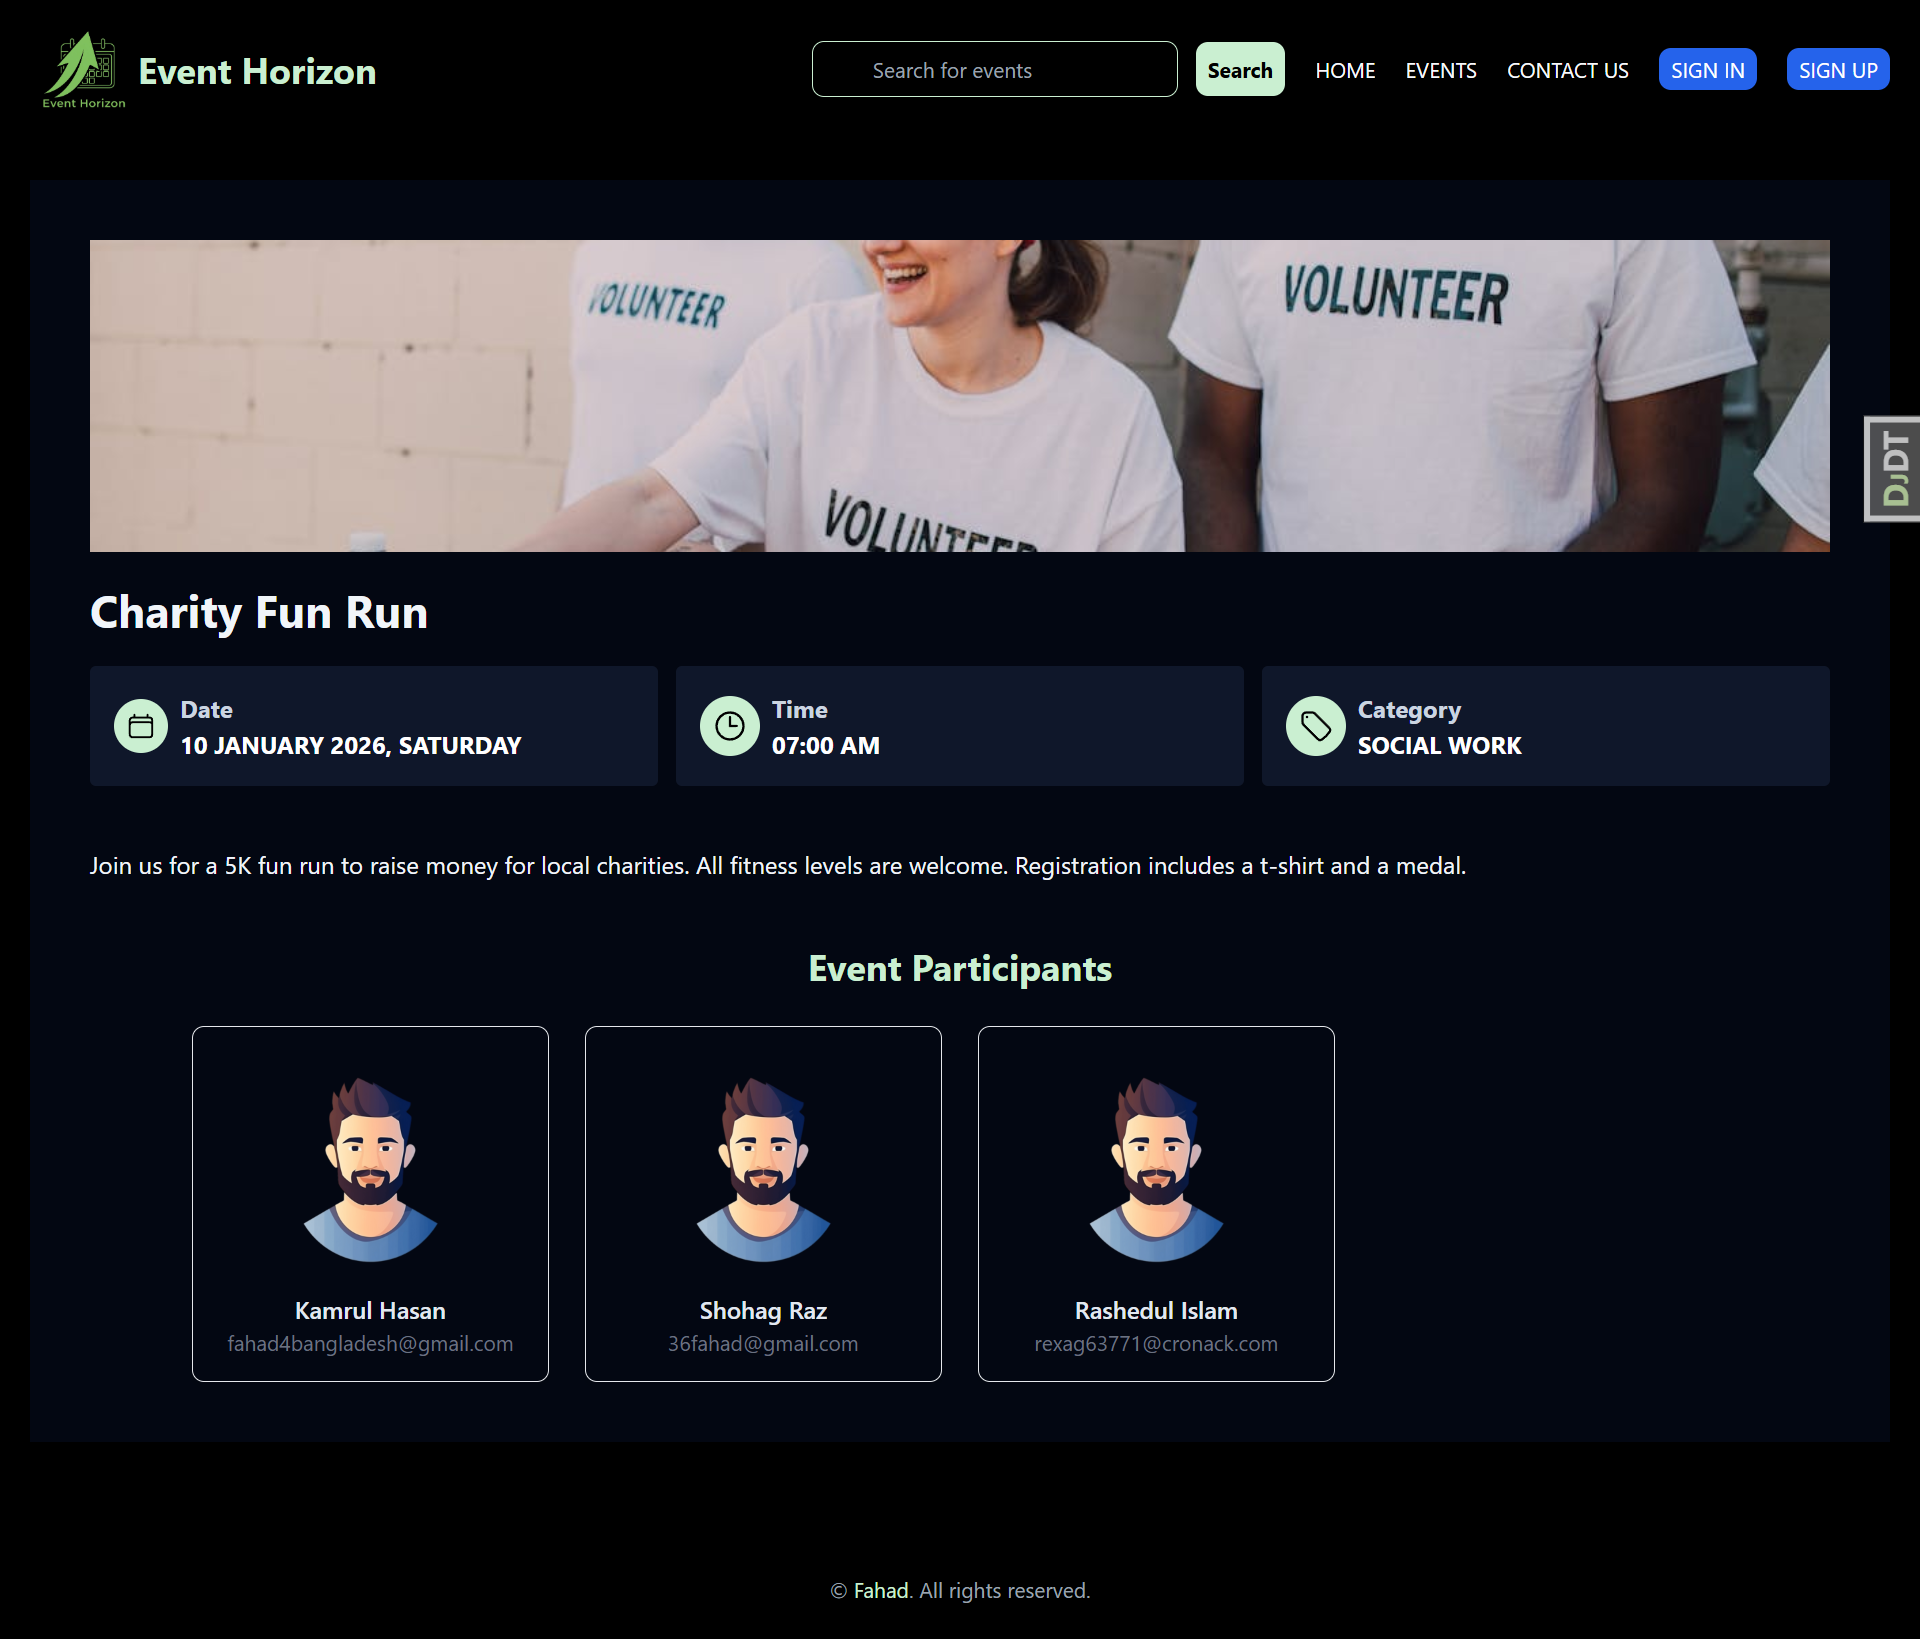 Event Horizon
Event Horizon
Search for events
Search
HOME
EVENTS
CONTACT US
SIGN IN
SIGN UP
VOLUNTEER
VOLUNTEER
VOLUNTEER
DJDT
Charity Fun Run
Date
10 JANUARY 2026, SATURDAY
Time
07:00 AM
Category
SOCIAL WORK
Join us for a 5K fun run to raise money for local charities. All fitness levels are welcome. Registration includes a t-shirt and a medal.
Event Participants
Kamrul Hasan
fahad4bangladesh@gmail.com
Shohag Raz
36fahad@gmail.com
Rashedul Islam
rexag63771@cronack.com
© Fahad. All rights reserved.